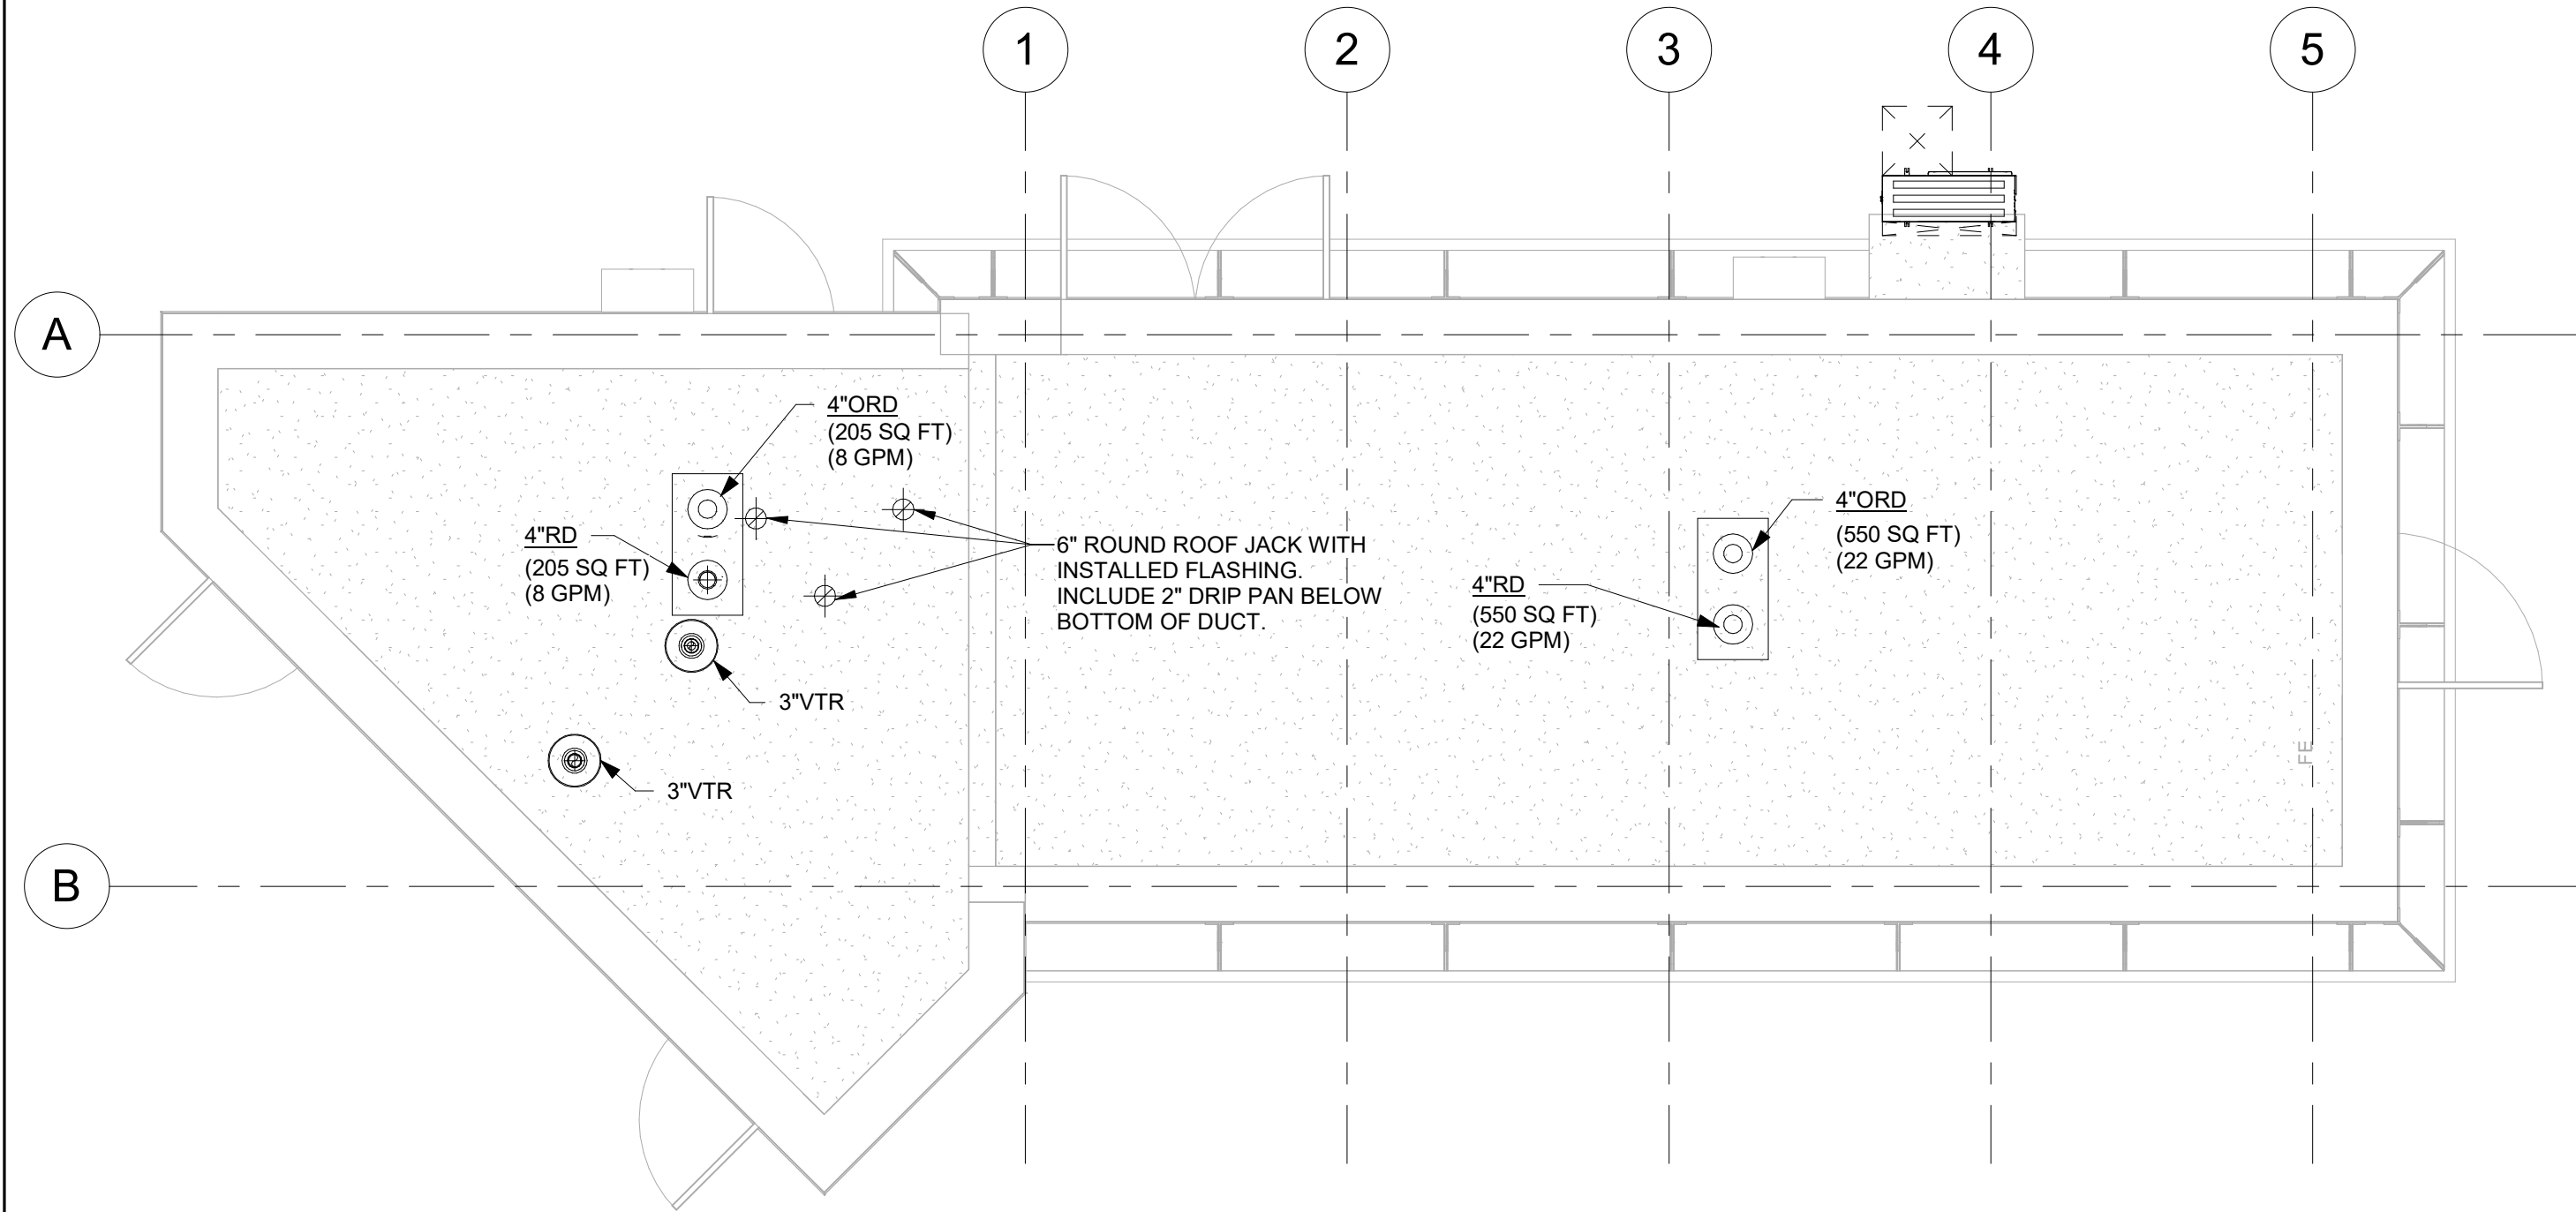 1
2
3
4
5
A
B
4"ORD
(205 SQ FT)
(8 GPM)
4"RD
(205 SQ FT)
(8 GPM)
6" ROUND ROOF JACK WITH
INSTALLED FLASHING.
INCLUDE 2" DRIP PAN BELOW
BOTTOM OF DUCT.
3"VTR
3"VTR
4"ORD
(550 SQ FT)
(22 GPM)
4"RD
(550 SQ FT)
(22 GPM)
FE